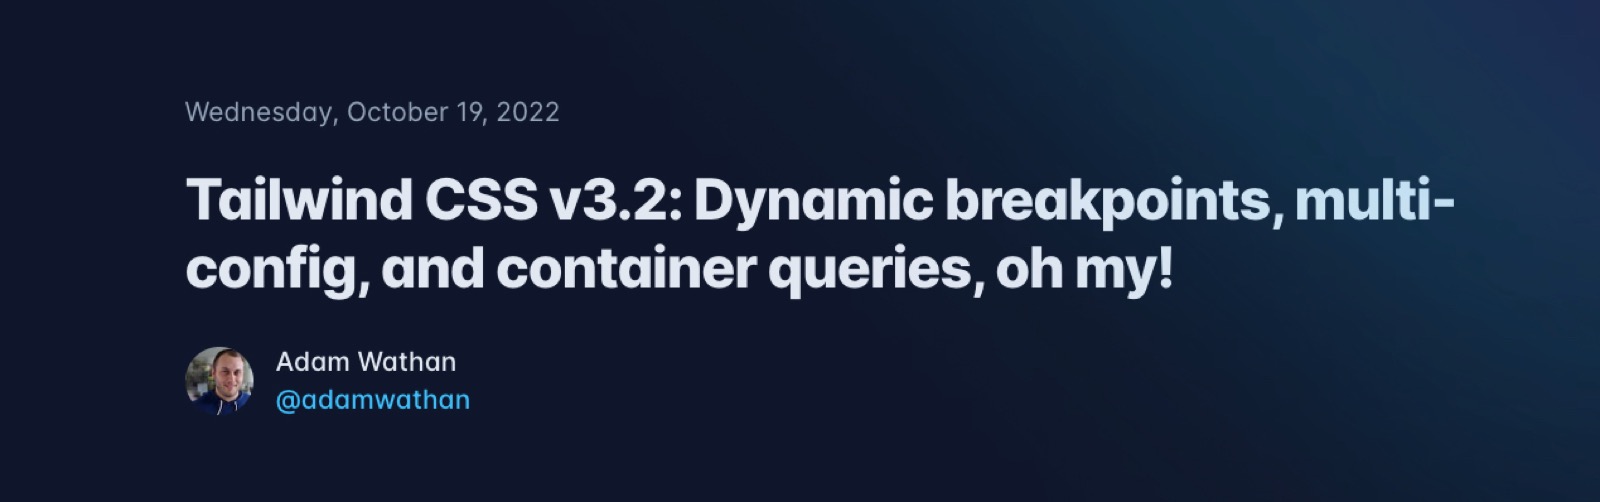 Wednesday, October 19, 2022
Tailwind CSS v3.2: Dynamic breakpoints, multi-
config, and container queries, oh my!
Adam Wathan
@adamwathan